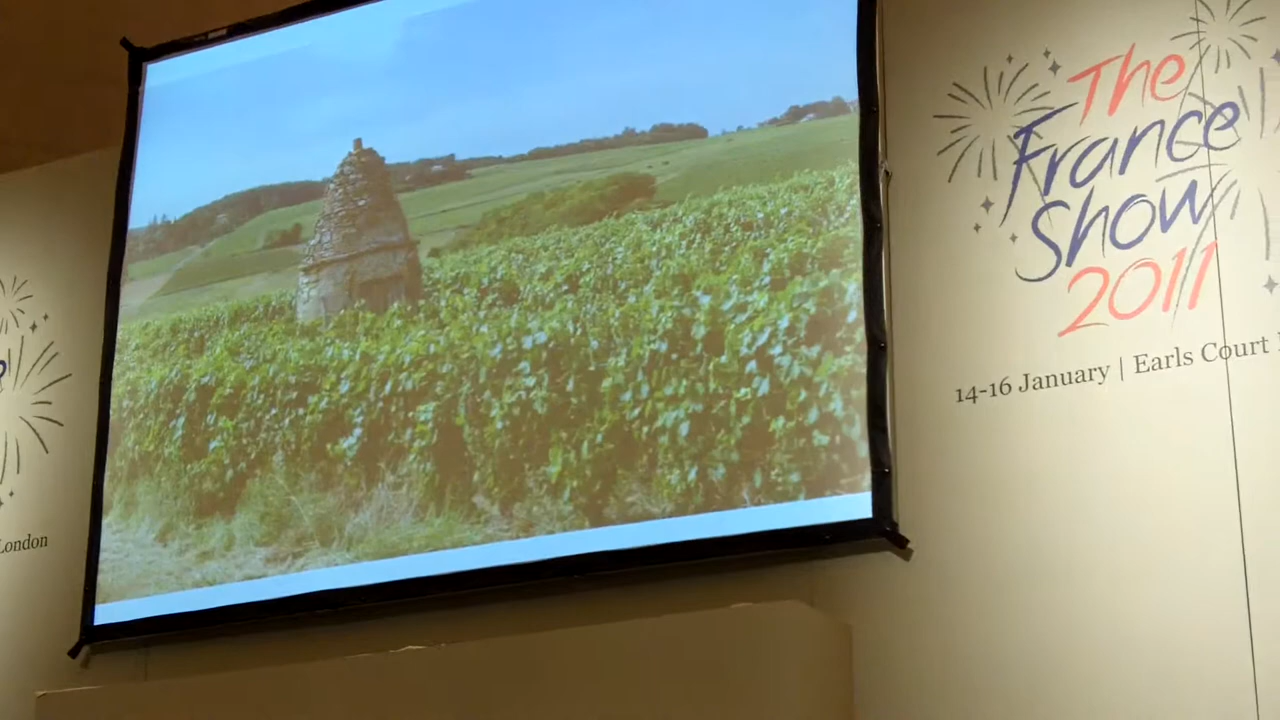 The
France
Show
2011
14-16 January | Earls Court
London